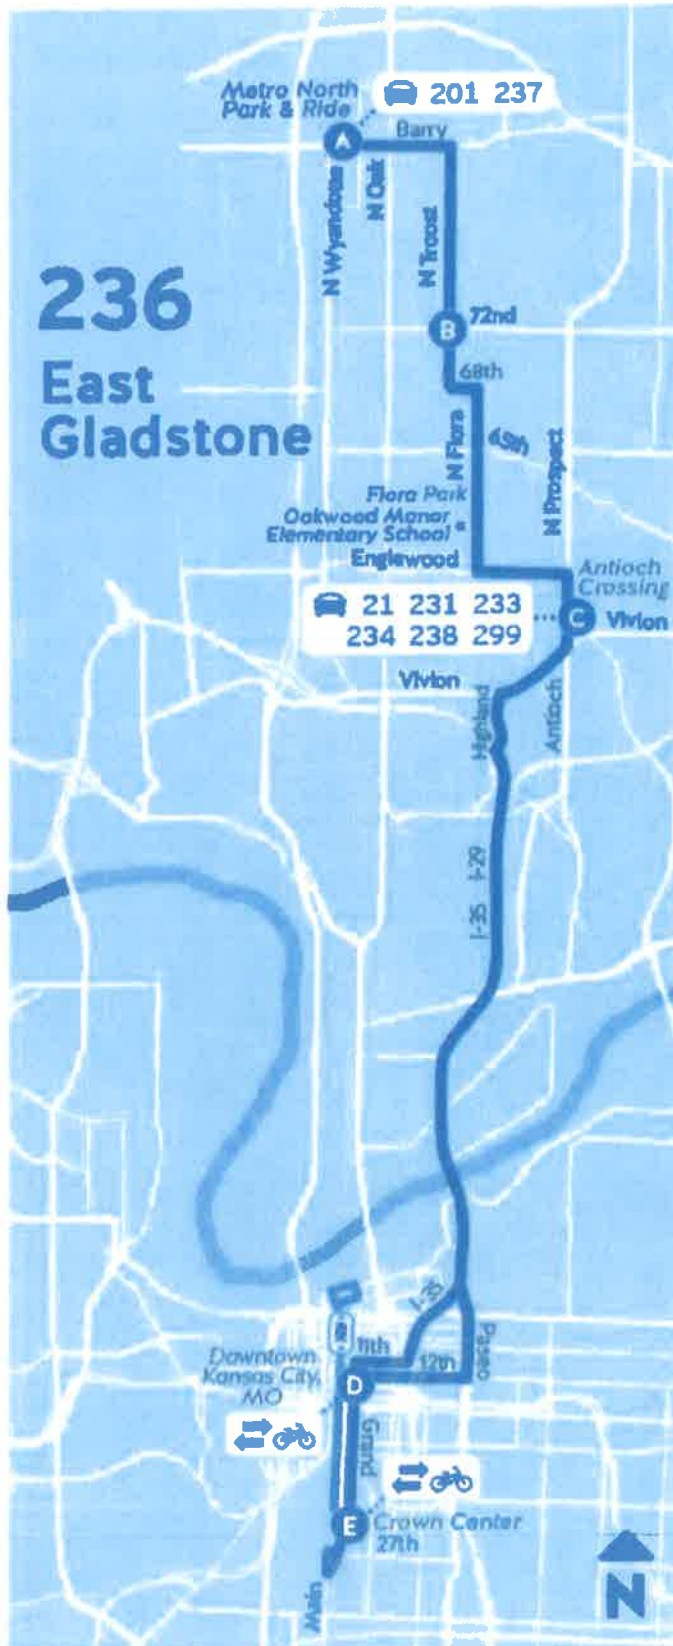 Metro North
Park & Ride
201 237
A
Barry
N Wyandotte
N Oak
N Troost
236
East
Gladstone
B
72nd
68th
N Flora
65th
N Prospect
Flora Park
Oakwood Manor
Elementary School
Englewood
Antioch
Crossing
21 231 233
234 238 299
C
Vivion
Vivion
Highland
Antioch
I-35 I-29
11th
12th
Paseo
Downtown
Kansas City,
MO
D
Grand
E
Crown Center
27th
Main
N